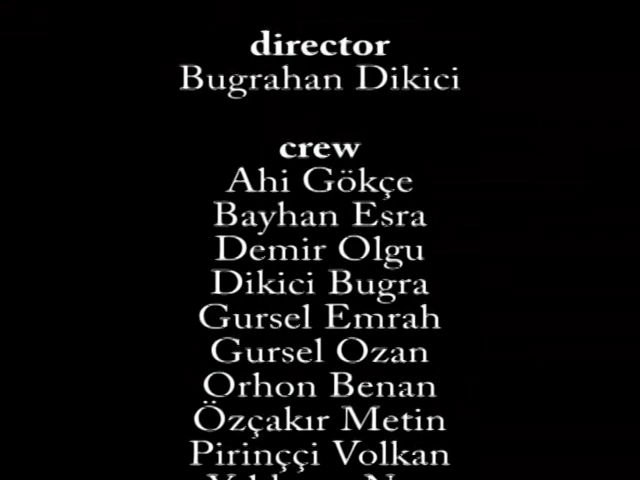 director
Bugrahan Dikici
crew
Ahi Gökçe
Bayhan Esra
Demir Olgu
Dikici Bugra
Gursel Emrah
Gursel Ozan
Orhon Benan
Özçakır Metin
Pirinççi Volkan